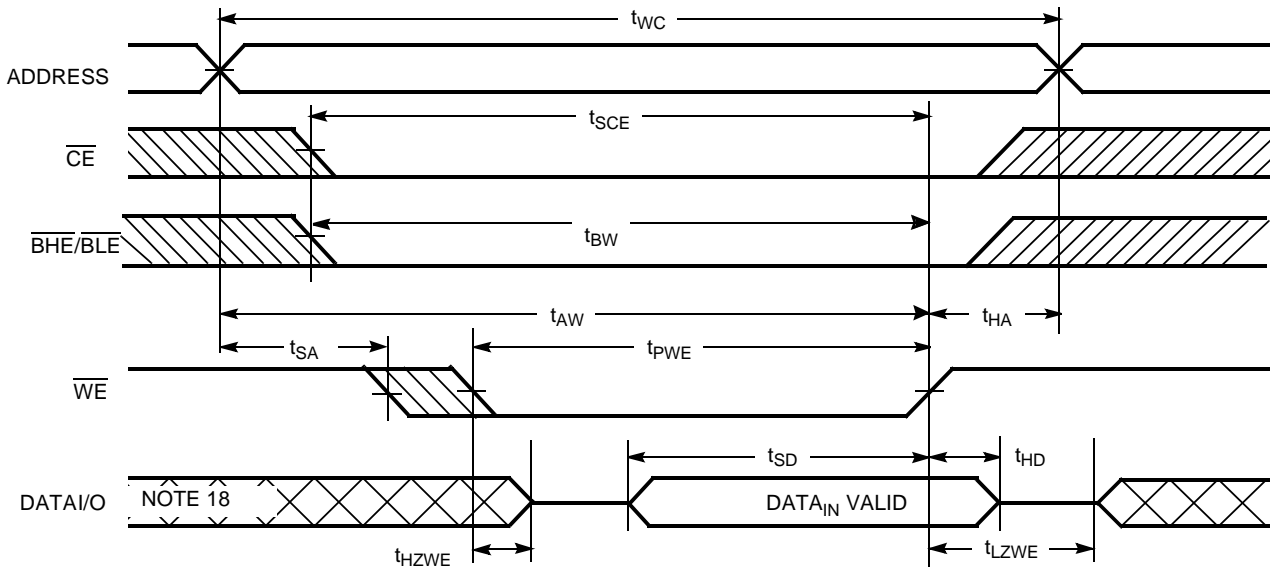 tWC
ADDRESS
tSCE
CE
tBW
BHE/BLE
tAW
tHA
tSA
tPWE
WE
tSD
tHD
DATAI/O
NOTE 18
DATAIN VALID
tHZWE
tLZWE